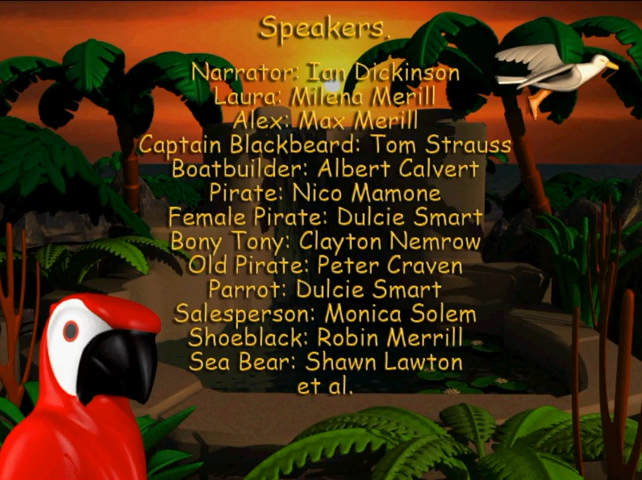 Speakers.
Narrator: Ian Dickinson
Laura: Milena Merill
Alex: Max Merill
Captain Blackbeard: Tom Strauss
Boatbuilder: Albert Calvert
Pirate: Nico Mamone
Female Pirate: Dulcie Smart
Bony Tony: Clayton Nemrow
Old Pirate: Peter Craven
Parrot: Dulcie Smart
Salesperson: Monica Solem
Shoeblack: Robin Merrill
Sea Bear: Shawn Lawton
et al.